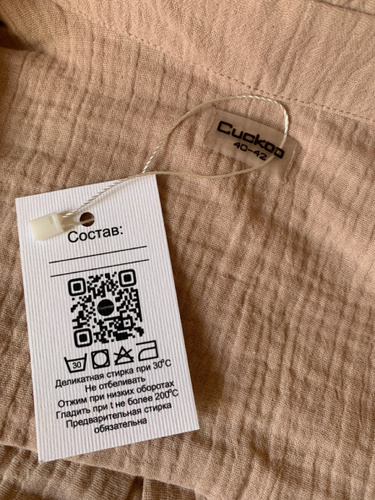 Cuckoo
40-42
Состав:
30
Деликатная стирка при 30°C
Не отбеливать
Отжим при низких оборотах
Гладить при t не более 200°C
Предварительная стирка
обязательна